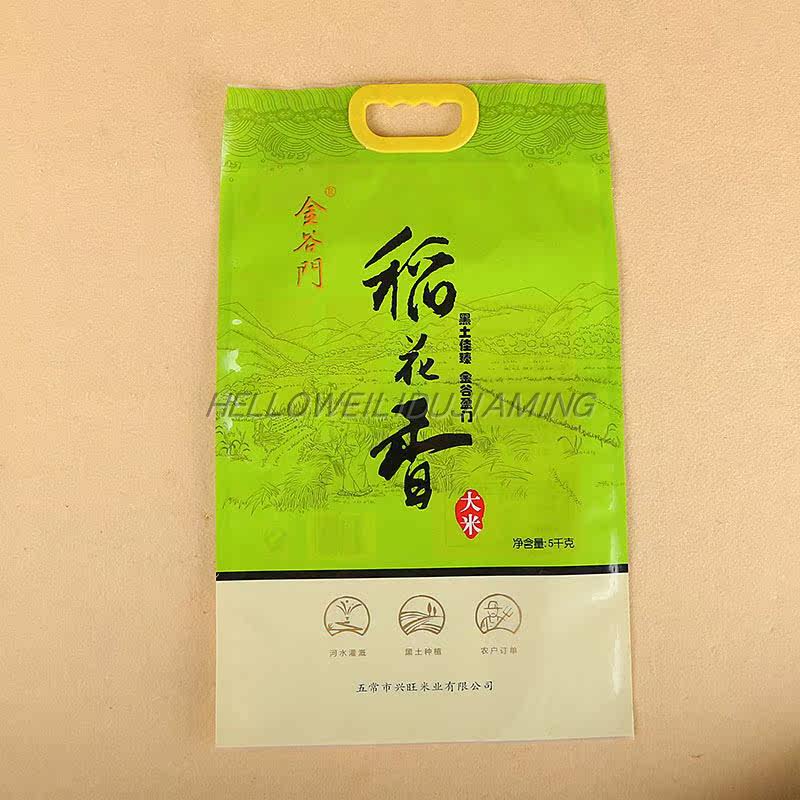 金谷門®
稻花香
黑土佳臻 金谷盈门
HELLOWEILIDUJIAMING
大米
净含量:5千克
河水灌溉
黑土种植
农户订单
五常市兴旺米业有限公司